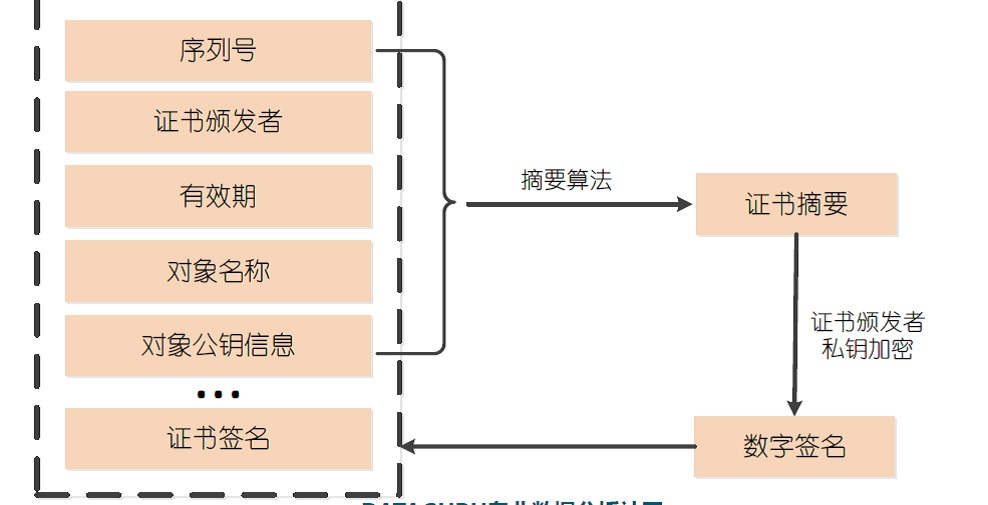 序列号
证书颁发者
有效期
对象名称
对象公钥信息
...
证书签名
摘要算法
证书摘要
证书颁发者
私钥加密
数字签名